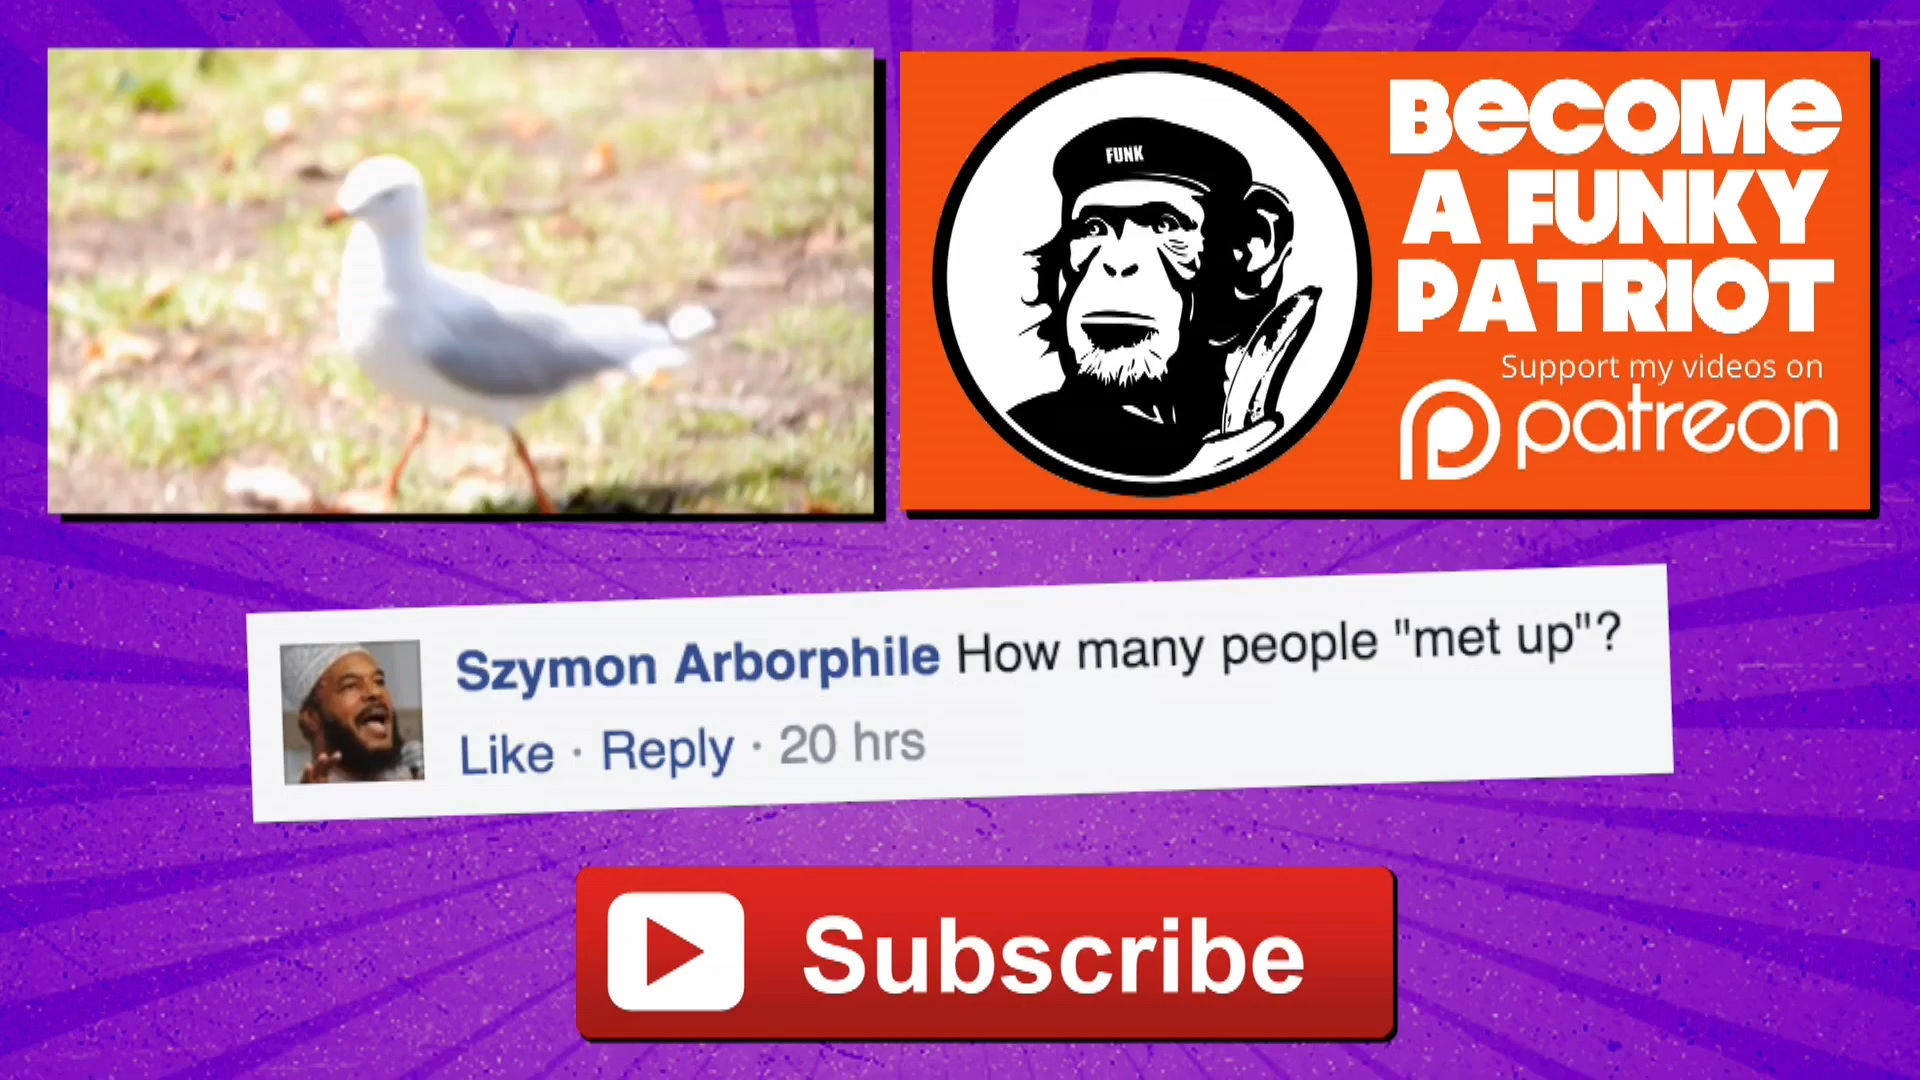 FUNK
BECOME
A FUNKY
PATRIOT
Support my videos on
patreon
Szymon Arborphile How many people "met up"?
Like · Reply · 20 hrs
Subscribe